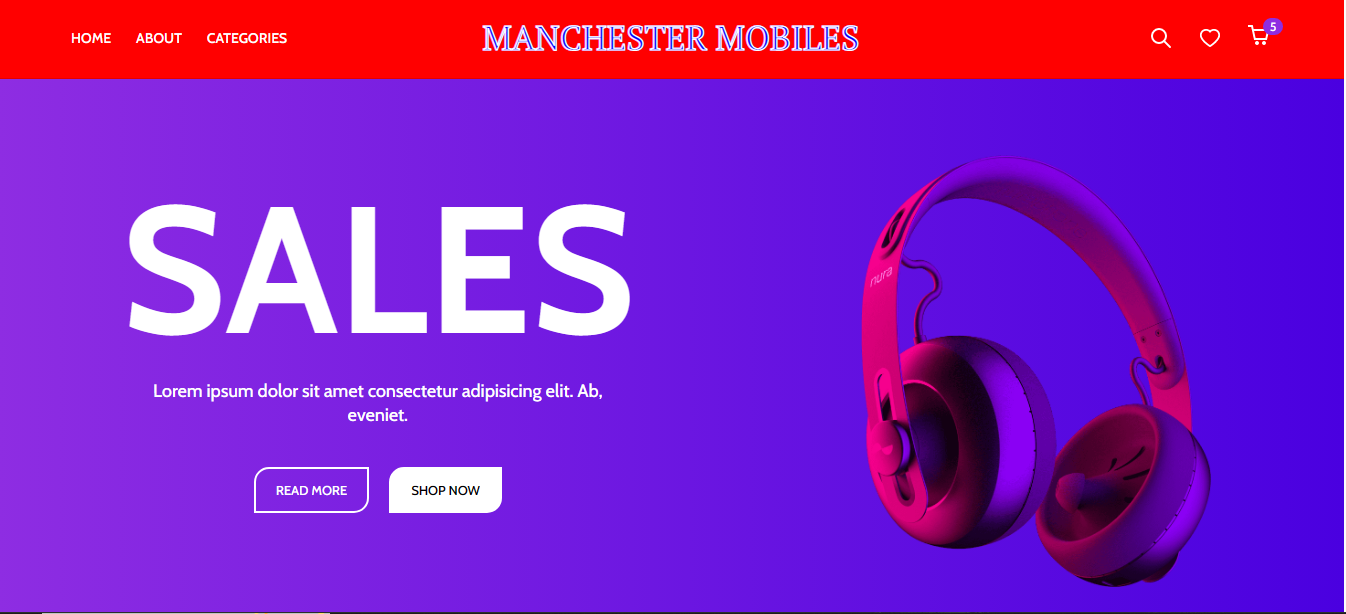 HOME ABOUT CATEGORIES MANCHESTER MOBILES 5
SALES
nura
Lorem ipsum dolor sit amet consectetur adipisicing elit. Ab,
eveniet.
READ MORE SHOP NOW